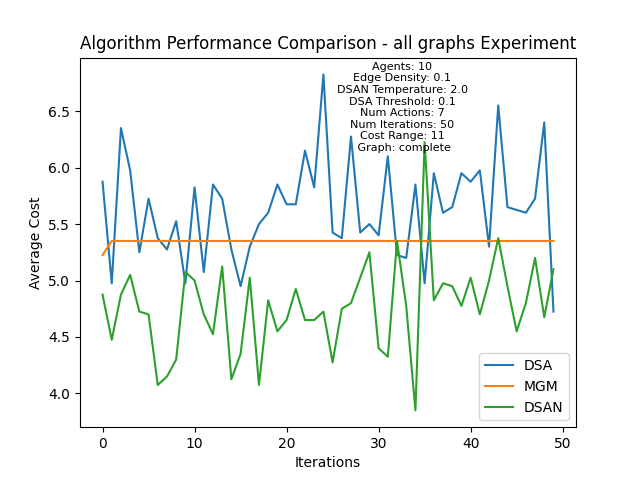 Algorithm Performance Comparison - all graphs Experiment
Agents: 10
Edge Density: 0.1
DSAN Temperature: 2.0
DSA Threshold: 0.1
Num Actions: 7
Num Iterations: 50
Cost Range: 11
Graph: complete
6.5
6.0
5.5
5.0
4.5
4.0
Average Cost
DSA
MGM
DSAN
0
10
20
30
40
50
Iterations